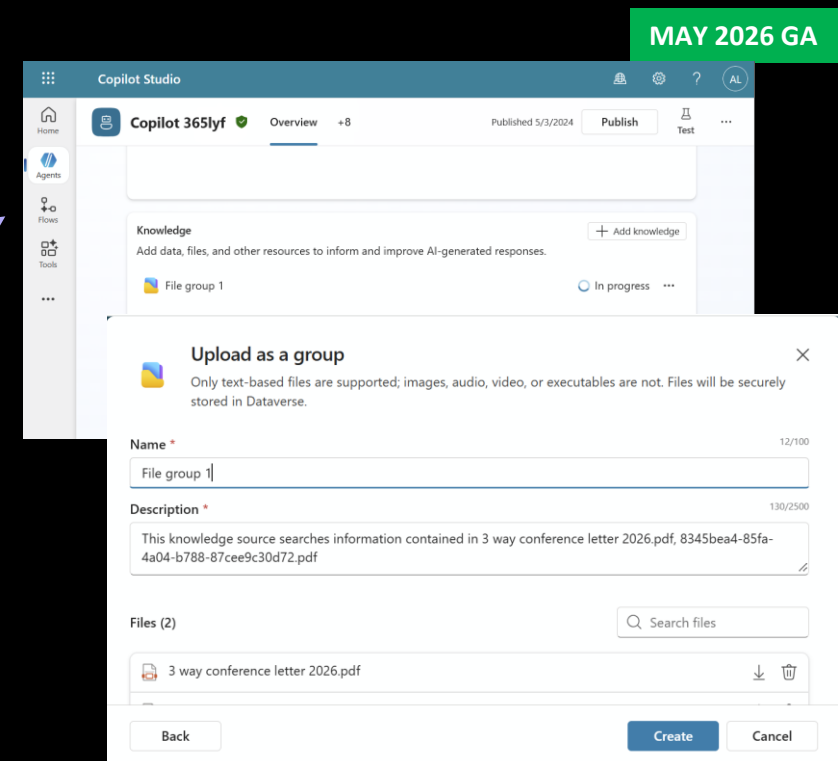 MAY 2026 GA
Copilot Studio
?
AL
Home
Copilot 365lyf
Overview
+8
Published 5/3/2024
Publish
Test
Agents
Flows
Tools
Knowledge
Add knowledge
Add data, files, and other resources to inform and improve AI-generated responses.
File group 1
In progress
Upload as a group
Only text-based files are supported; images, audio, video, or executables are not. Files will be securely
stored in Dataverse.
Name *
12/100
File group 1
Description *
130/2500
This knowledge source searches information contained in 3 way conference letter 2026.pdf, 8345bea4-85fa-
4a04-b788-87cee9c30d72.pdf
Files (2)
Search files
3 way conference letter 2026.pdf
Back
Create
Cancel